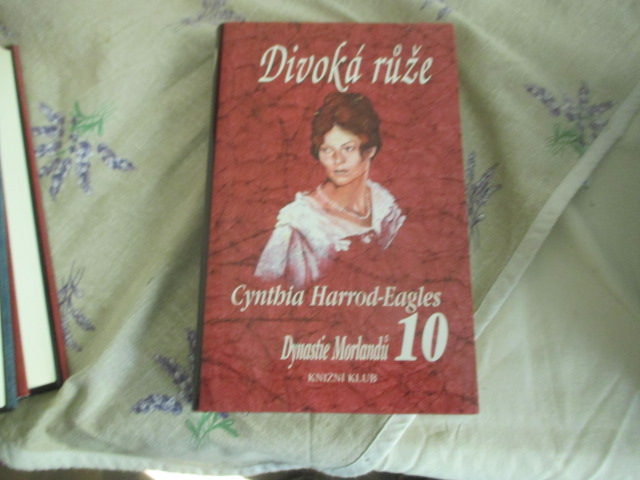 Divoká růže
Cynthia Harrod-Eagles
Dynastie Morlandů 10
KNIŽNÍ KLUB